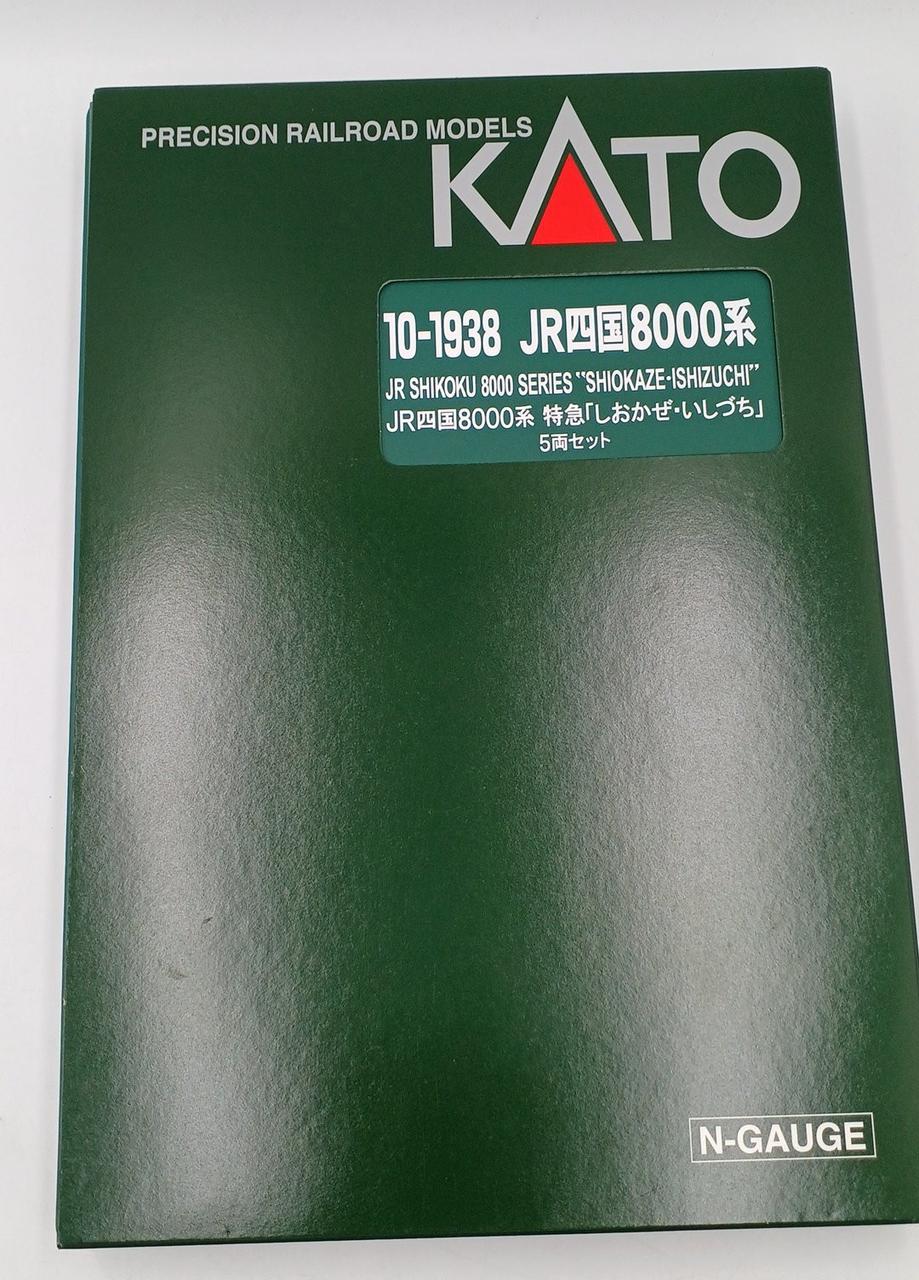 PRECISION RAILROAD MODELS
KATO
10-1938 JR四国8000系
JR SHIKOKU 8000 SERIES “SHIOKAZE・ISHIZUCHI”
JR四国8000系 特急「しおかぜ・いしづち」
5両セット
N-GAUGE